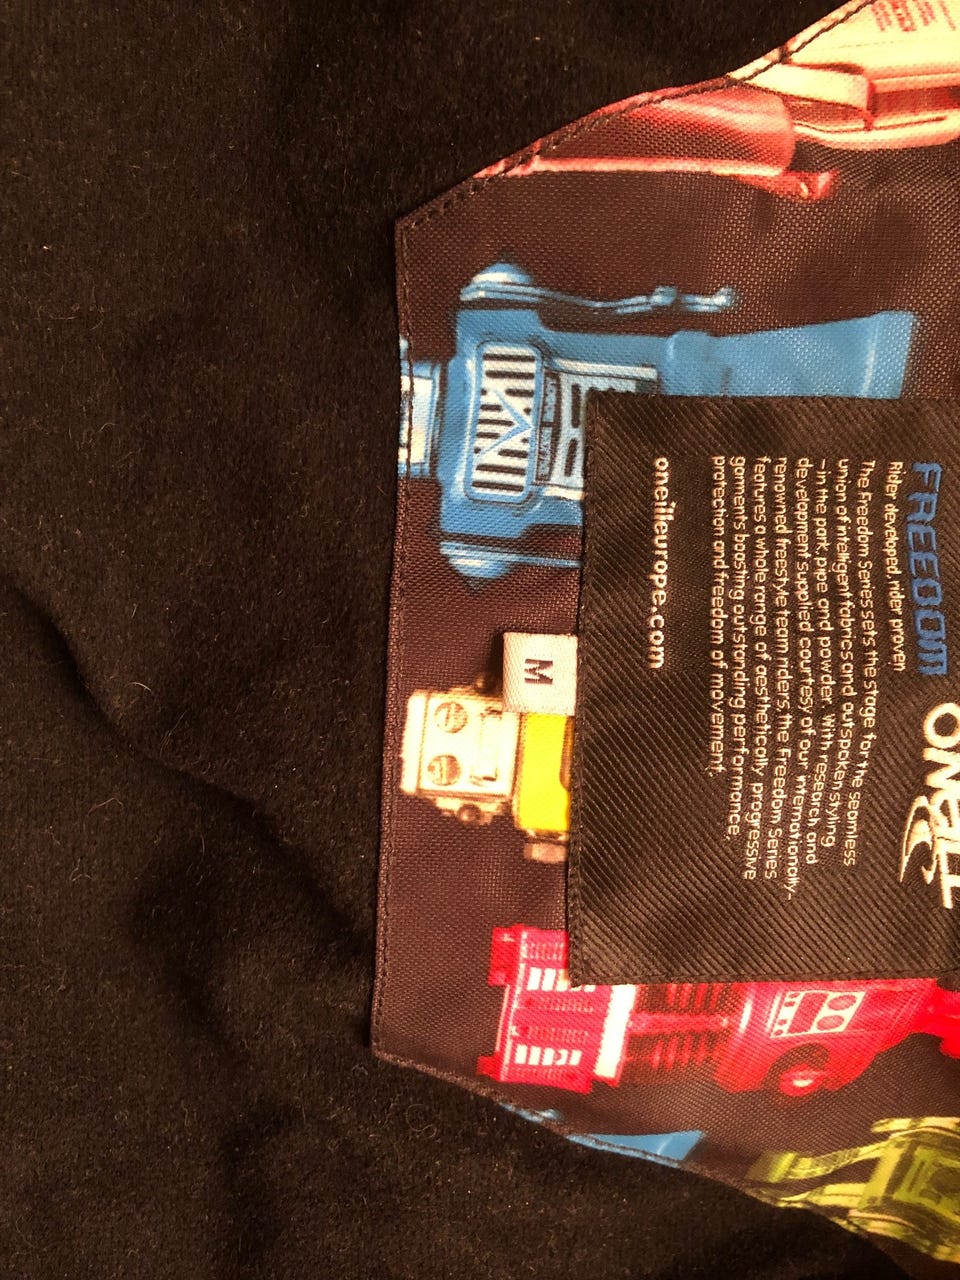 FREEDOM
Rider developed, rider proven
The Freedom Series sets the stage for the seamless
union of intelligent fabrics and outspoken styling
-in the park, pipe and powder. With research and
development supplied courtesy of our internationally-
renowned freestyle team riders, the Freedom Series
features a whole range of aesthetically progressive
garments boasting outstanding performance,
protection and freedom of movement.
oneilleurope.com
O'NEILL
M